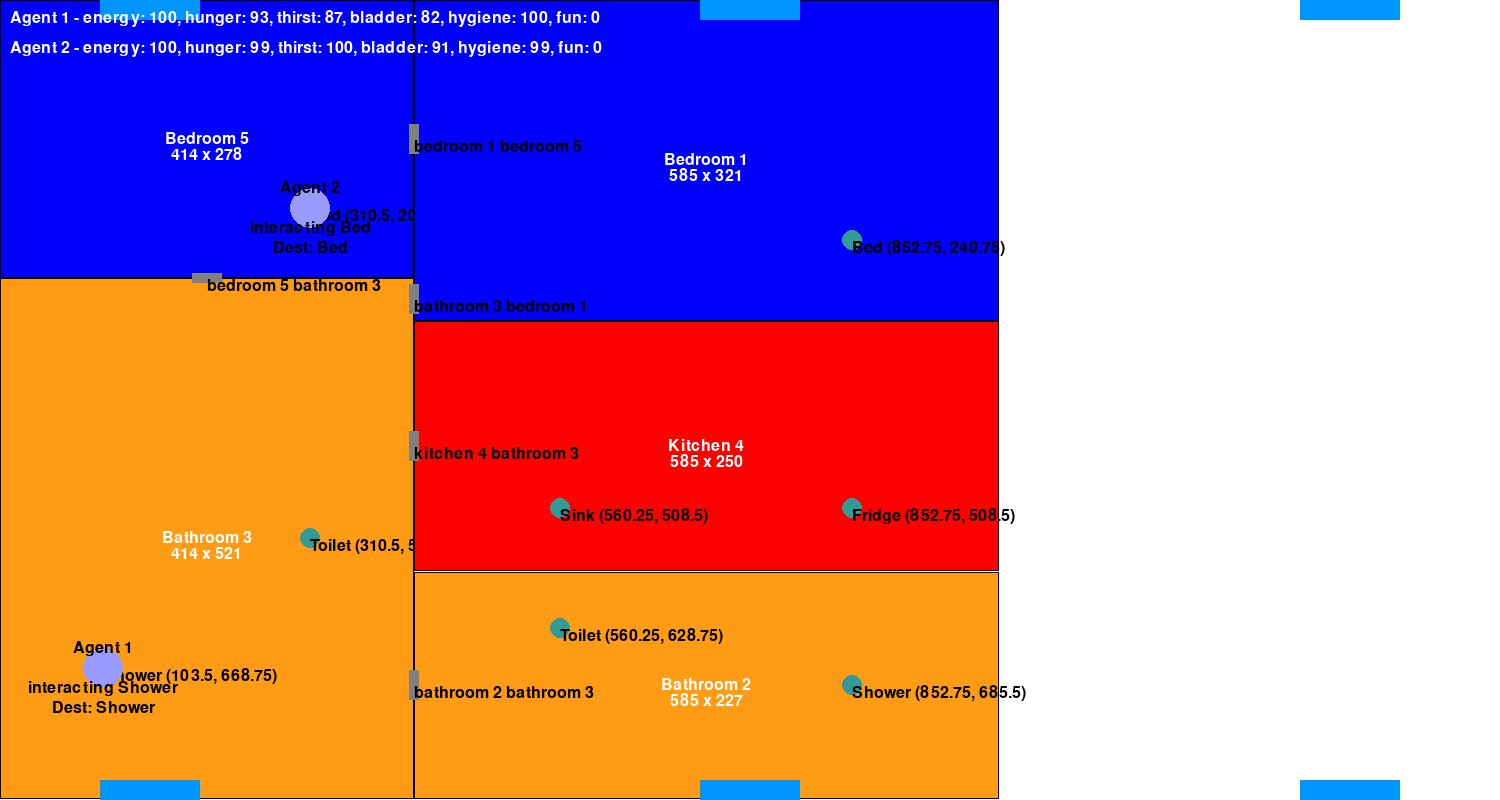 Agent 1 - energy: 100, hunger: 93, thirst: 87, bladder: 82, hygiene: 100, fun: 0
Agent 2 - energy: 100, hunger: 99, thirst: 100, bladder: 91, hygiene: 99, fun: 0
Bedroom 5
414 x 278
bedroom 1 bedroom 5
Bedroom 1
585 x 321
Agent 2
(310.5, 20
interacting Bed
Dest: Bed
Bed (852.75, 240.75)
bedroom 5 bathroom 3
bathroom 3 bedroom 1
kitchen 4 bathroom 3
Kitchen 4
585 x 250
Sink (560.25, 508.5)
Fridge (852.75, 508.5)
Bathroom 3
414 x 521
Toilet (310.5, 5
Toilet (560.25, 628.75)
Agent 1
(103.5, 668.75)
interacting Shower
Dest: Shower
bathroom 2 bathroom 3
Bathroom 2
585 x 227
Shower (852.75, 685.5)